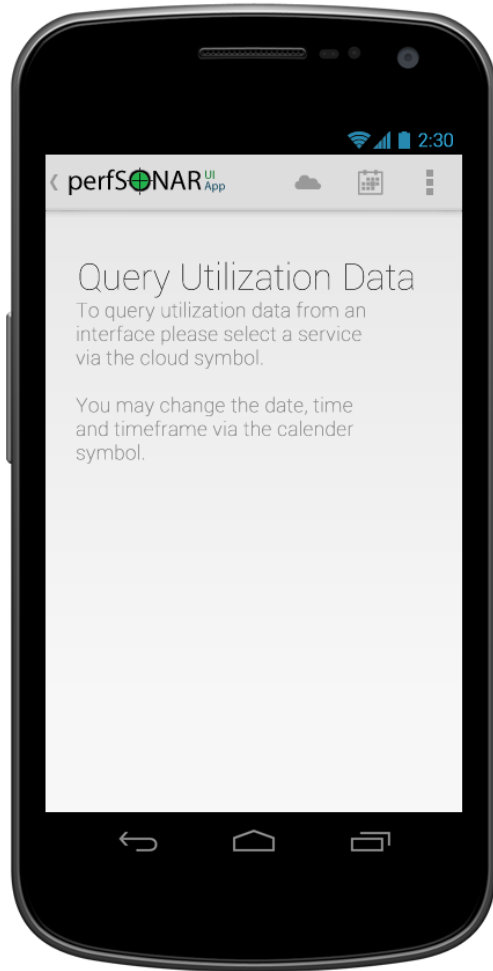 2:30
perfSONAR UI App
Query Utilization Data
To query utilization data from an
interface please select a service
via the cloud symbol.
You may change the date, time
and timeframe via the calender
symbol.